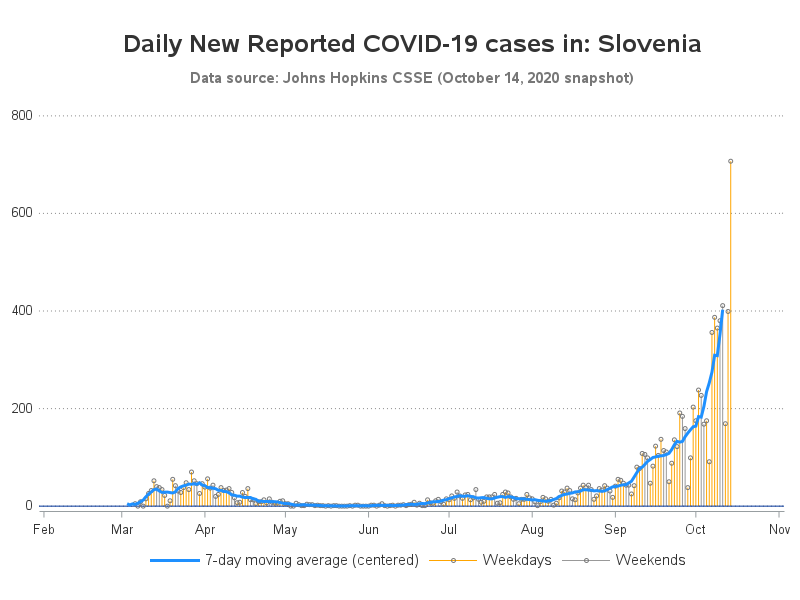 Daily New Reported COVID-19 cases in: Slovenia
Data source: Johns Hopkins CSSE (October 14, 2020 snapshot)
800
600
400
200
0
Feb Mar Apr May Jun Jul Aug Sep Oct Nov
7-day moving average (centered) Weekdays Weekends